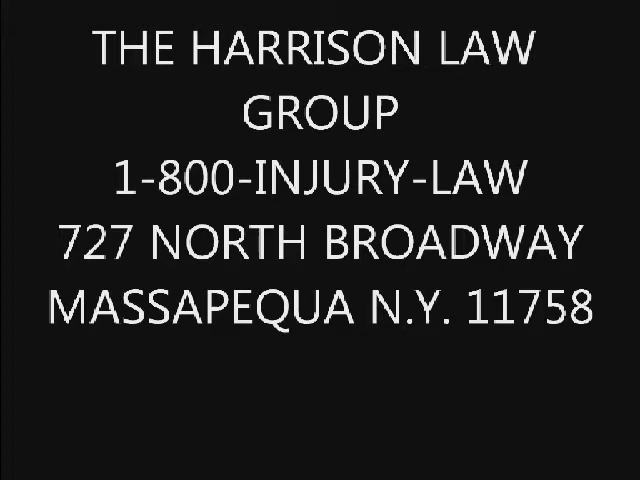 THE HARRISON LAW
GROUP
1-800-INJURY-LAW
727 NORTH BROADWAY
MASSAPEQUA N.Y. 11758